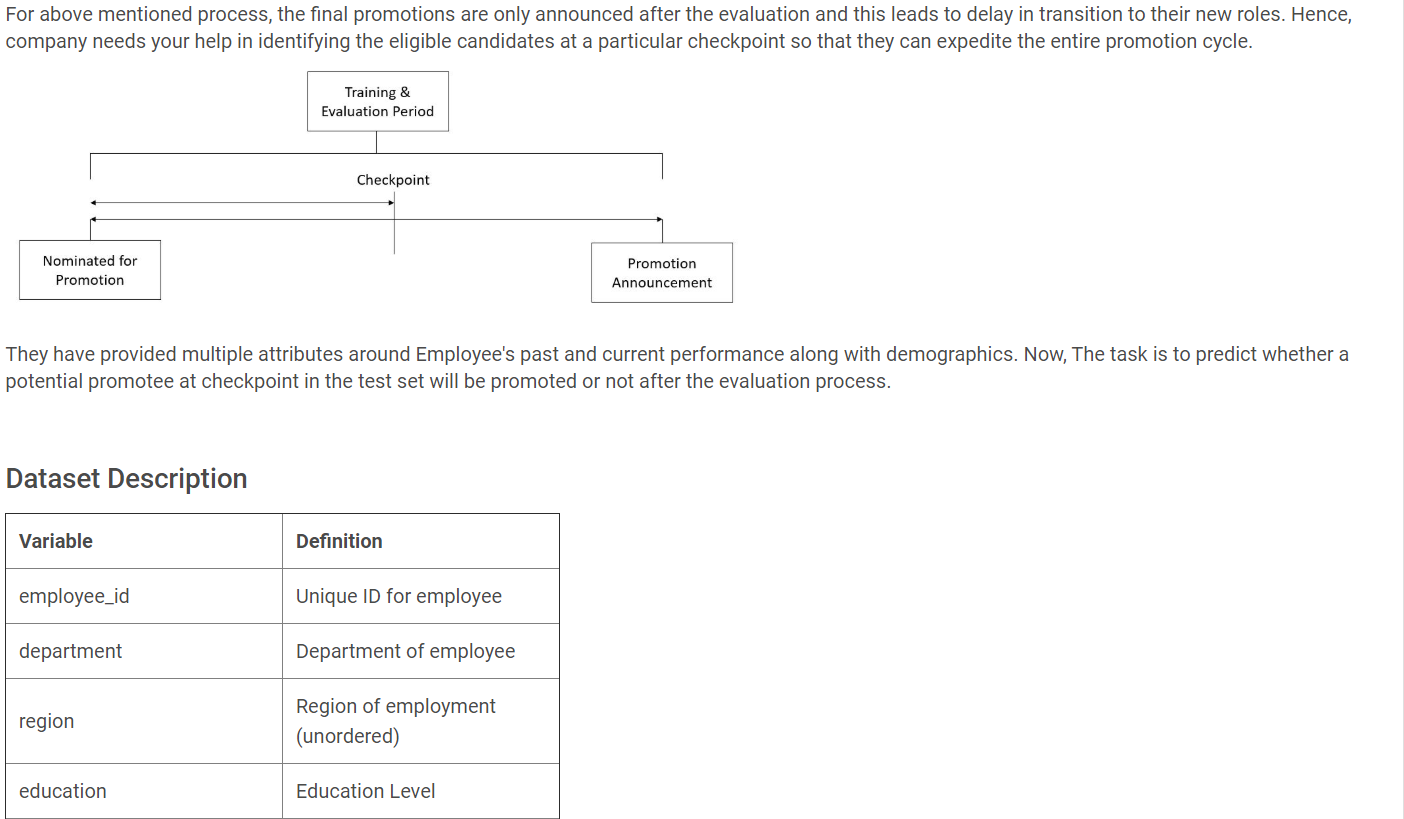 For above mentioned process, the final promotions are only announced after the evaluation and this leads to delay in transition to their new roles. Hence,
company needs your help in identifying the eligible candidates at a particular checkpoint so that they can expedite the entire promotion cycle.
Training &
Evaluation Period
Checkpoint
Nominated for
Promotion
Promotion
Announcement
They have provided multiple attributes around Employee's past and current performance along with demographics. Now, The task is to predict whether a
potential promotee at checkpoint in the test set will be promoted or not after the evaluation process.
Dataset Description
Variable Definition
employee_id Unique ID for employee
department Department of employee
region Region of employment
(unordered)
education Education Level